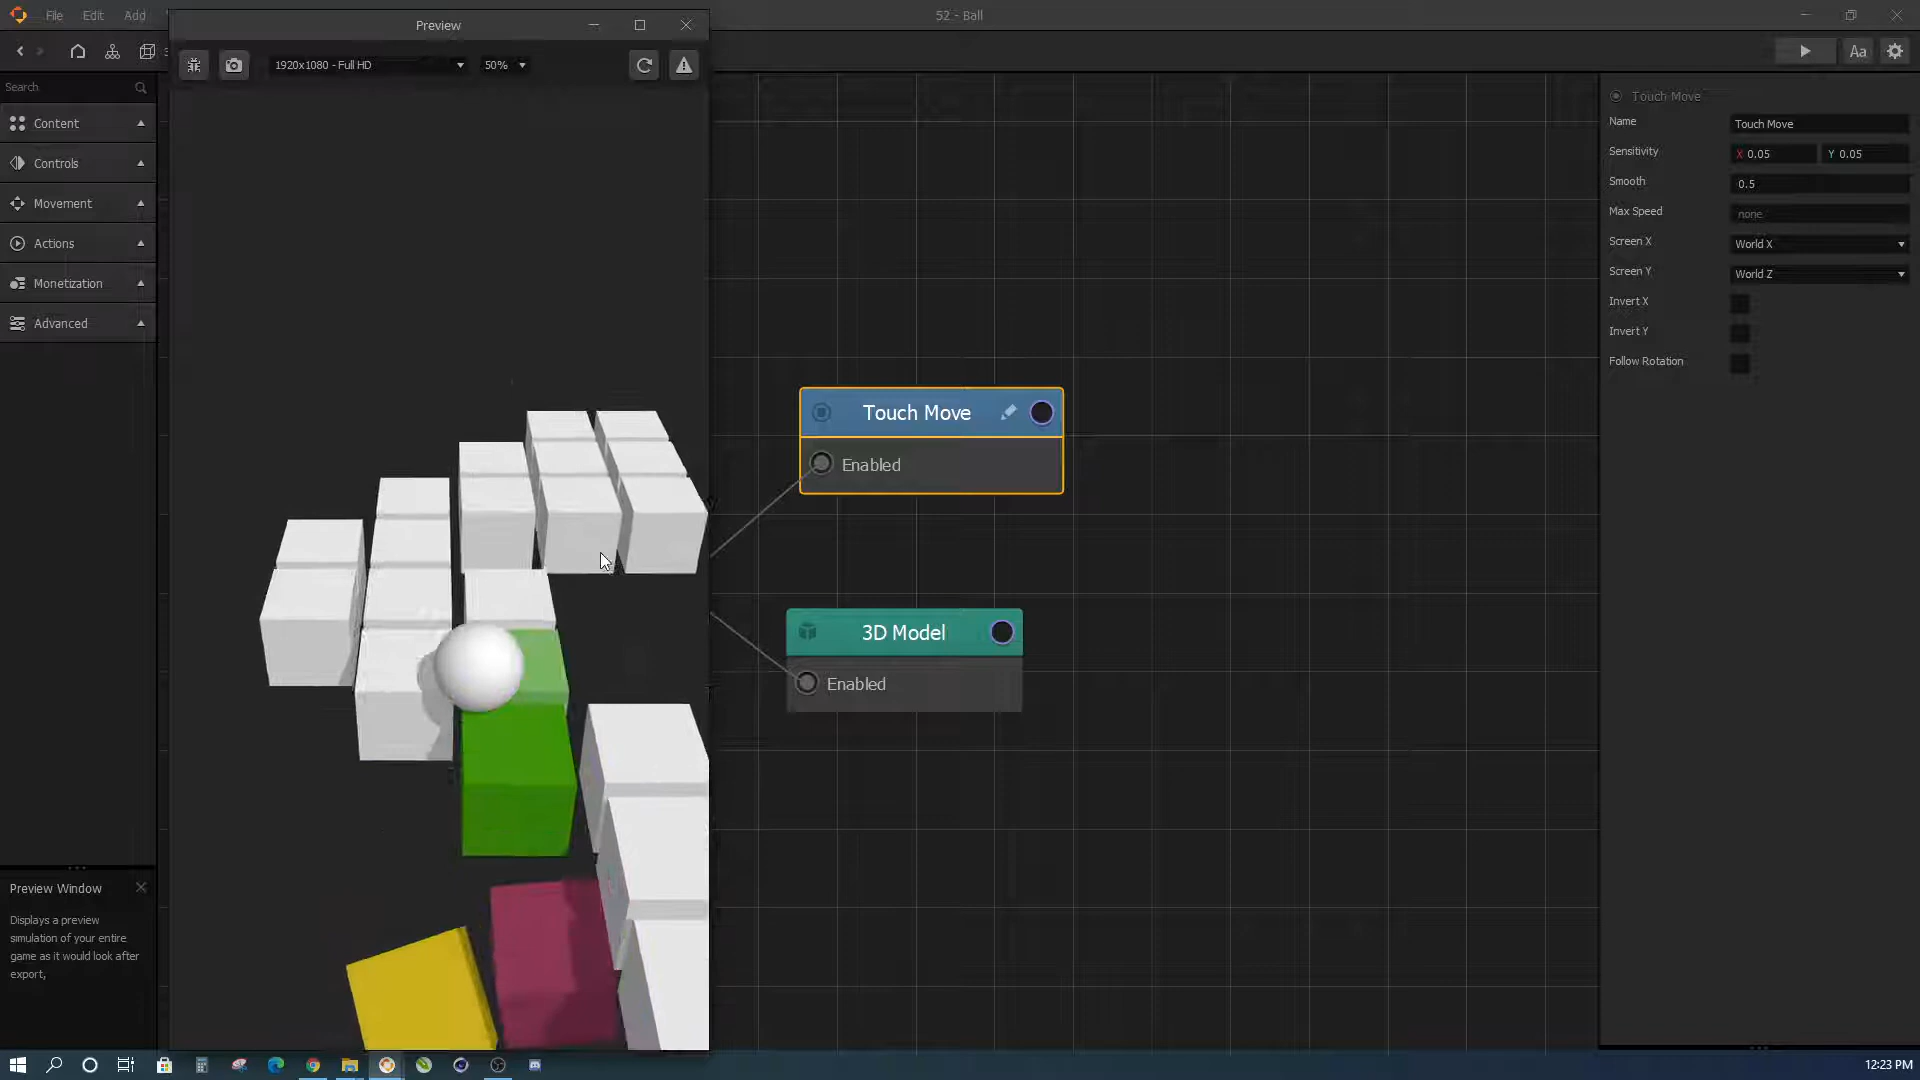 File Edit Add
Preview
52 - Ball
1920x1080 - Full HD
50%
Aa
Search
Content
Controls
Movement
Actions
Monetization
Advanced
Touch Move
Enabled
3D Model
Enabled
Touch Move
Name
Touch Move
Sensitivity
X 0.05
Y 0.05
Smooth
0.5
Max Speed
none
Screen X
World X
Screen Y
World Z
Invert X
Invert Y
Follow Rotation
Preview Window
Displays a preview
simulation of your entire
game as it would look after
export,
12:23 PM